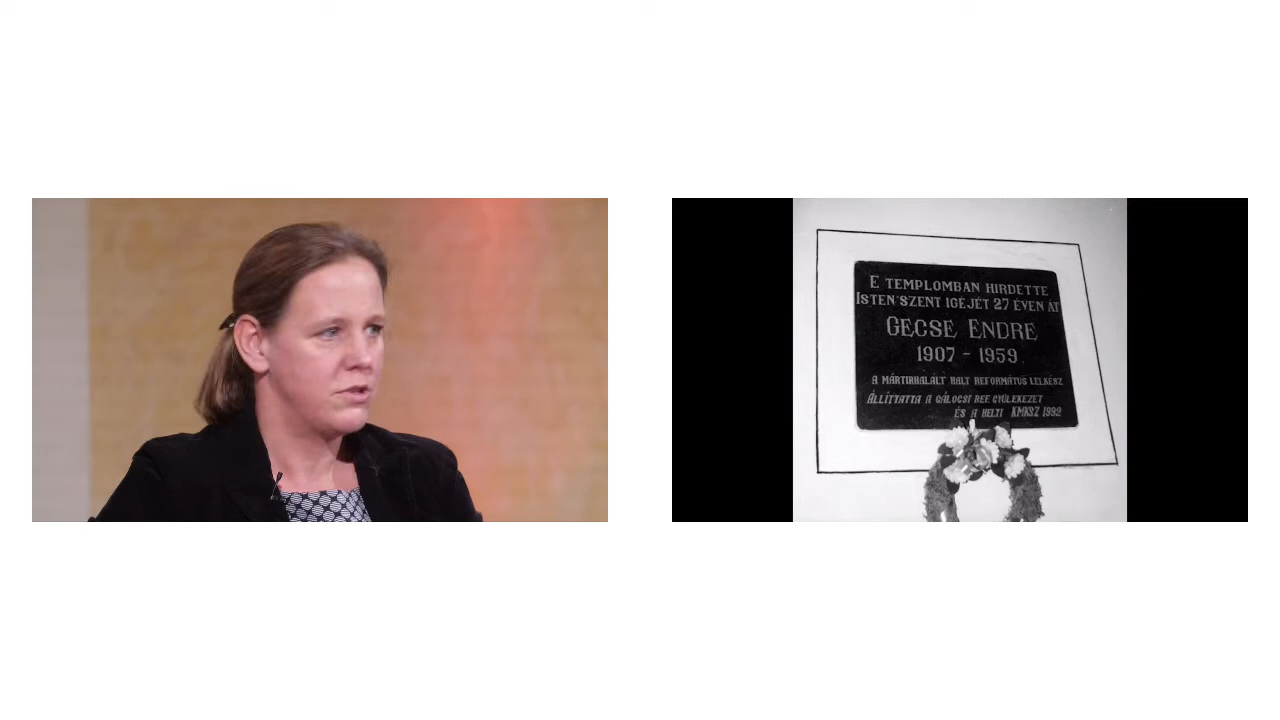 E TEMPLOMBAN HIRDETTE
ISTEN SZENT IGÉJÉT 27 ÉVEN ÁT
GECSE ENDRE
1907 - 1959
A MÁRTIRHALÁLT HALT REFORMÁTUS LELKÉSZ
ÁLLÍTTATTA A GÁLOCSI REF. GYÜLEKEZET
ÉS A HELYI KMKSZ 1992